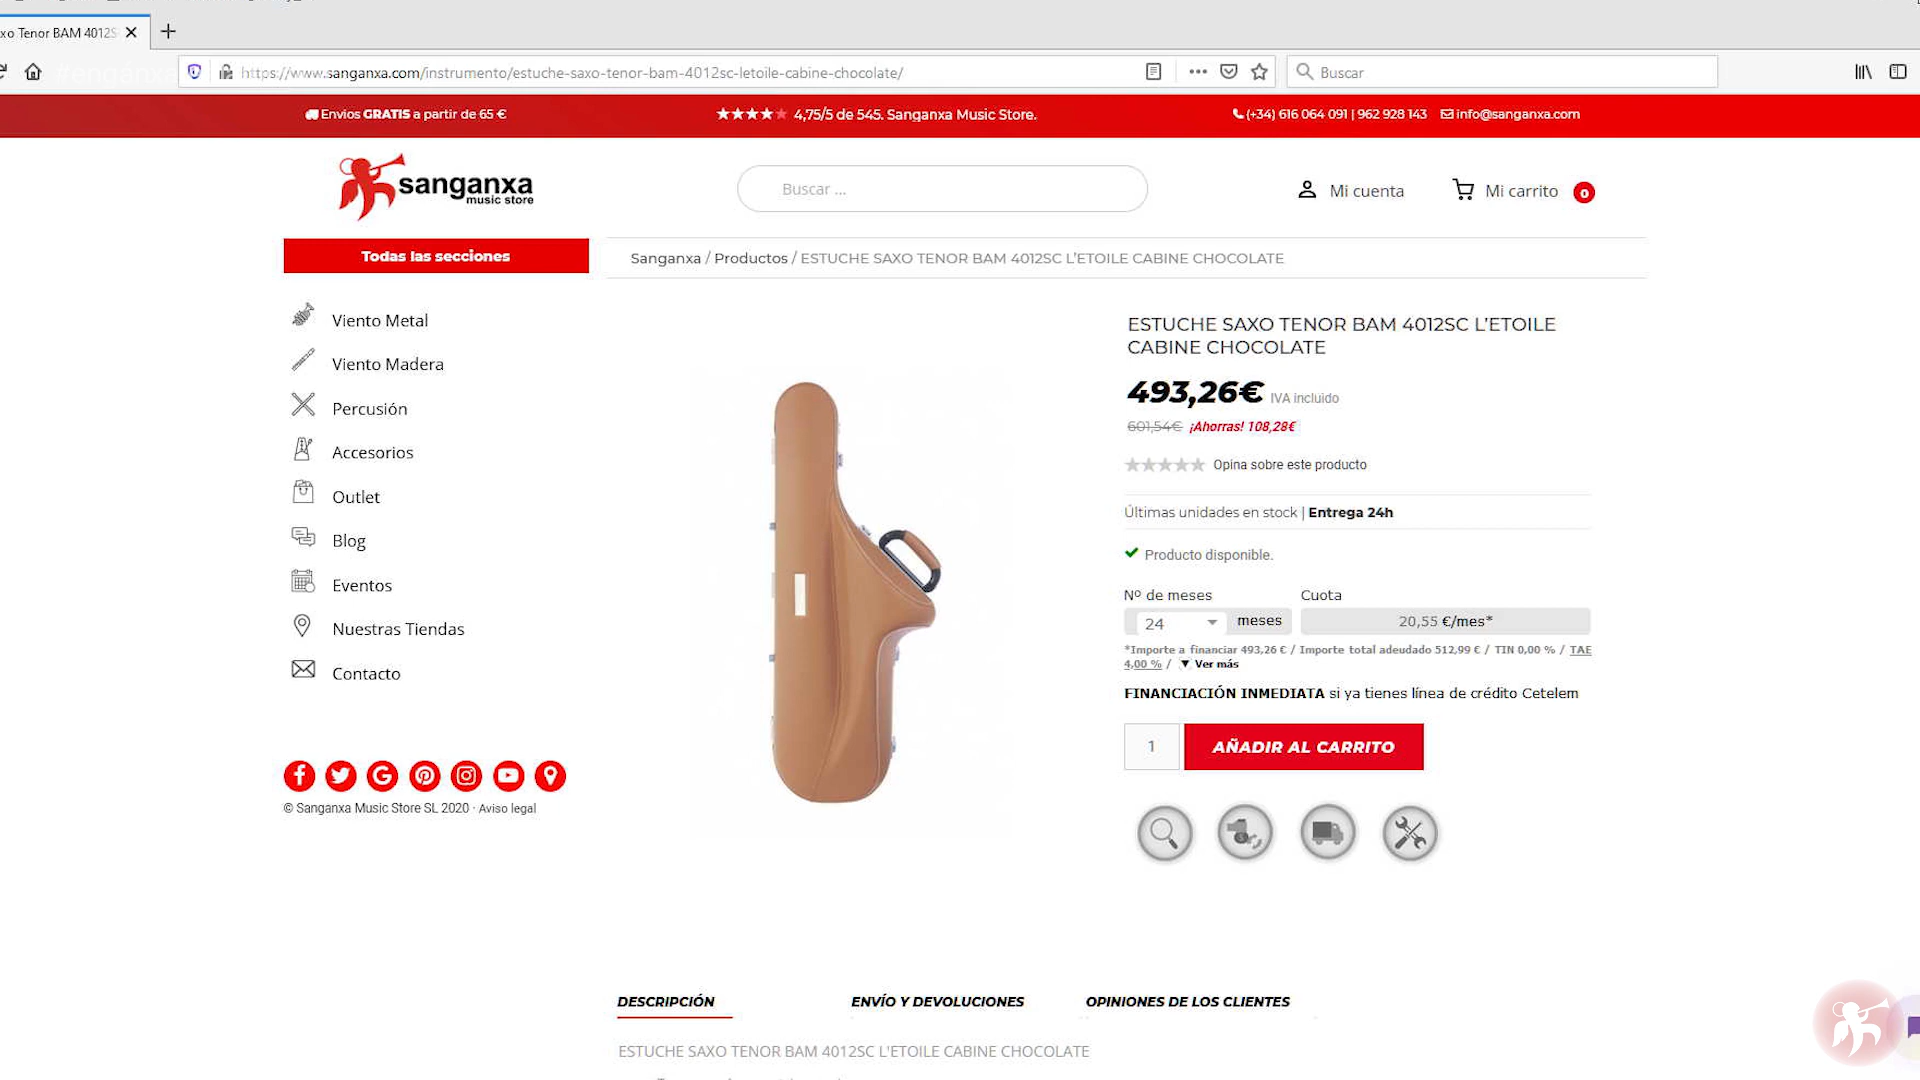 xo Tenor BAM 4012S
https://www.sanganxa.com/instrumento/estuche-saxo-tenor-bam-4012sc-letoile-cabine-chocolate/
Buscar
Envios GRATIS a partir de 65 €
4,75/5 de 545. Sanganxa Music Store.
(+34) 616 064 091 | 962 928 143
info@sanganxa.com
sanganxa
music store
Buscar ...
Mi cuenta
Mi carrito
0
Todas las secciones
Sanganxa / Productos / ESTUCHE SAXO TENOR BAM 4012SC L'ETOILE CABINE CHOCOLATE
Viento Metal
Viento Madera
Percusión
Accesorios
Outlet
Blog
Eventos
Nuestras Tiendas
Contacto
© Sanganxa Music Store SL 2020 · Aviso legal
ESTUCHE SAXO TENOR BAM 4012SC L'ETOILE
CABINE CHOCOLATE
493,26€ IVA incluido
601,54€ ¡Ahorras! 108,28€
Opina sobre este producto
Últimas unidades en stock | Entrega 24h
Producto disponible.
Nº de meses
Cuota
24
meses
20,55 €/mes*
*Importe a financiar 493,26 € / Importe total adeudado 512,99 € / TIN 0,00 % / TAE
4,00 % / ▼ Ver más
FINANCIACIÓN INMEDIATA si ya tienes línea de crédito Cetelem
1
AÑADIR AL CARRITO
DESCRIPCIÓN
ENVÍO Y DEVOLUCIONES
OPINIONES DE LOS CLIENTES
ESTUCHE SAXO TENOR BAM 4012SC L'ETOILE CABINE CHOCOLATE